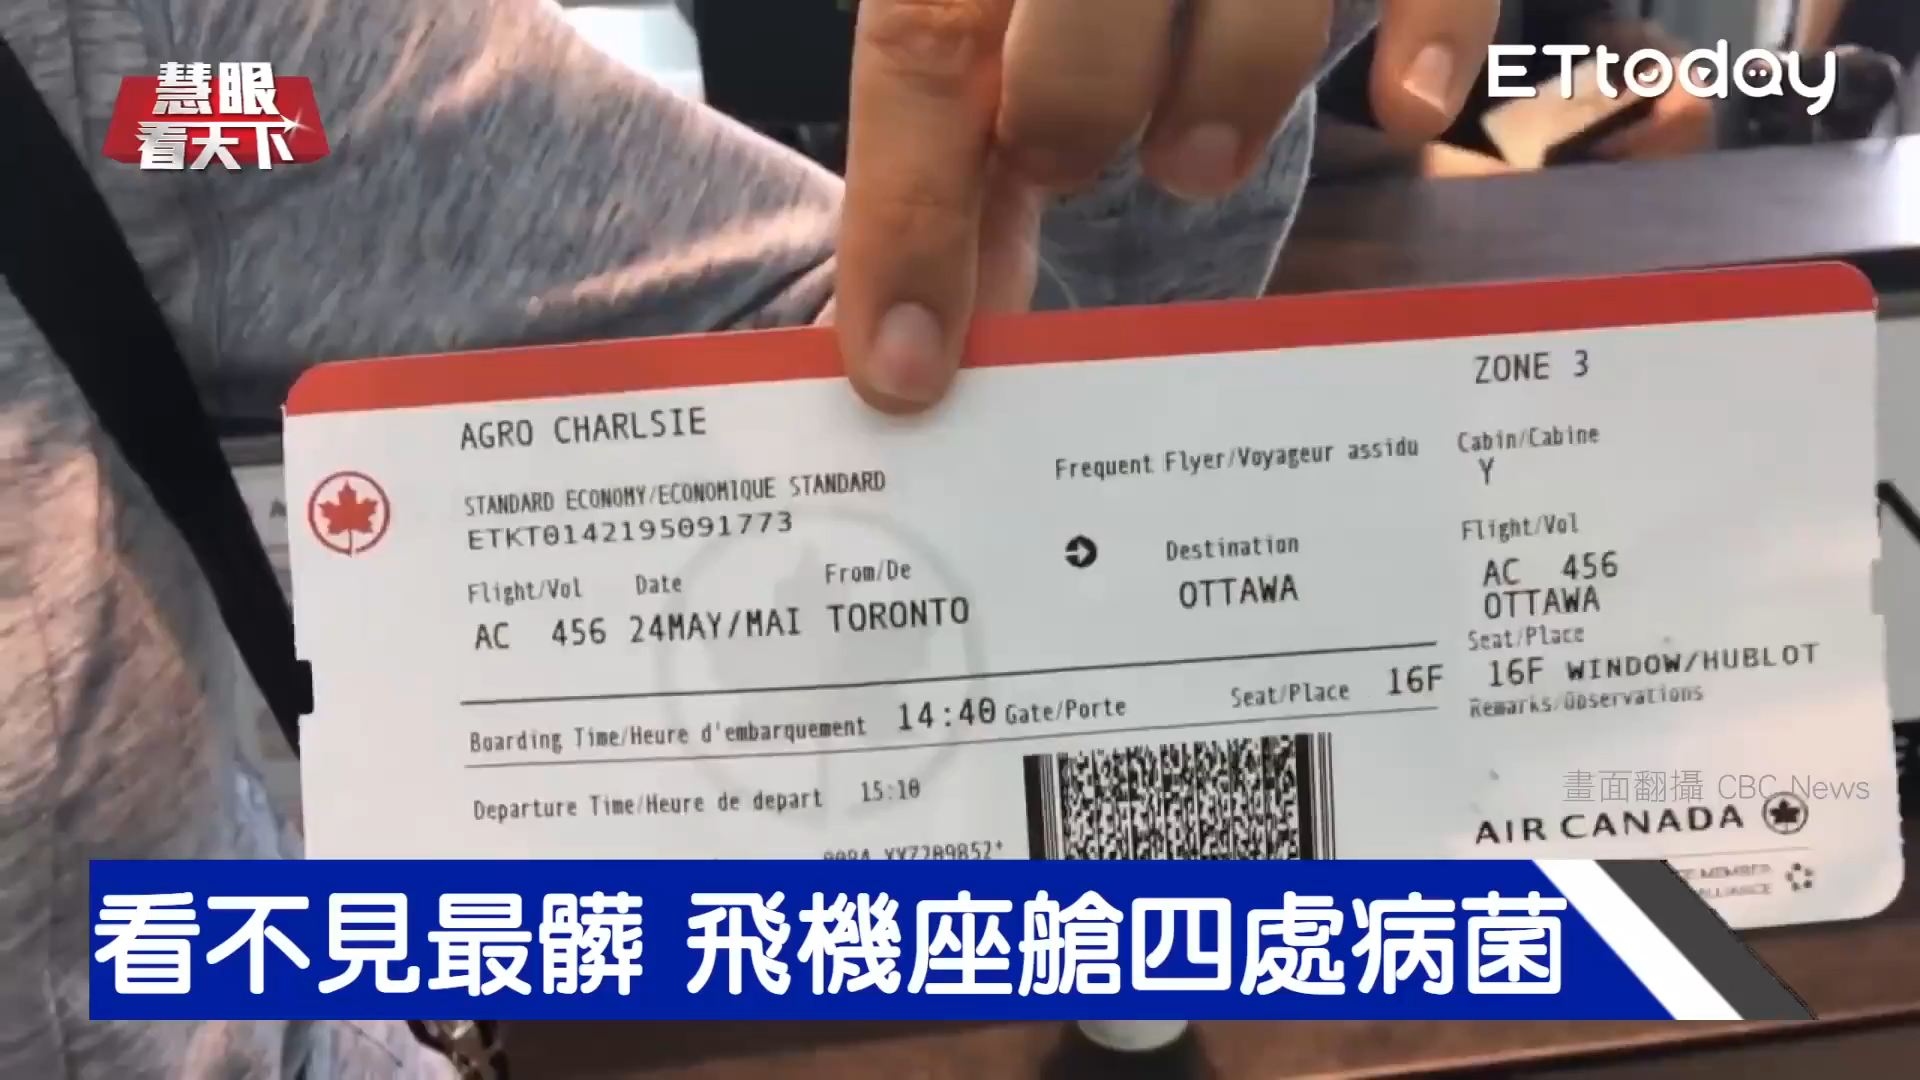 慧眼
看天下
ETtoday
ZONE 3
AGRO CHARLSIE
Frequent Flyer/Voyageur assidu
Cabin/Cabine
Y
STANDARD ECONOMY/ECONOMIQUE STANDARD
ETKT0142195091773
Flight/Vol Date From/De
Destination
AC 456 24MAY/MAI TORONTO
OTTAWA
Flight/Vol
AC 456
OTTAWA
Seat/Place
16F WINDOW/HUBLOT
Remarks/Observations
Boarding Time/Heure d'embarquement 14:40 Gate/Porte Seat/Place 16F
Departure Time/Heure de depart 15:10
畫面翻攝 CBC News
AIR CANADA
MEMBER
看不見最髒 飛機座艙四處病菌